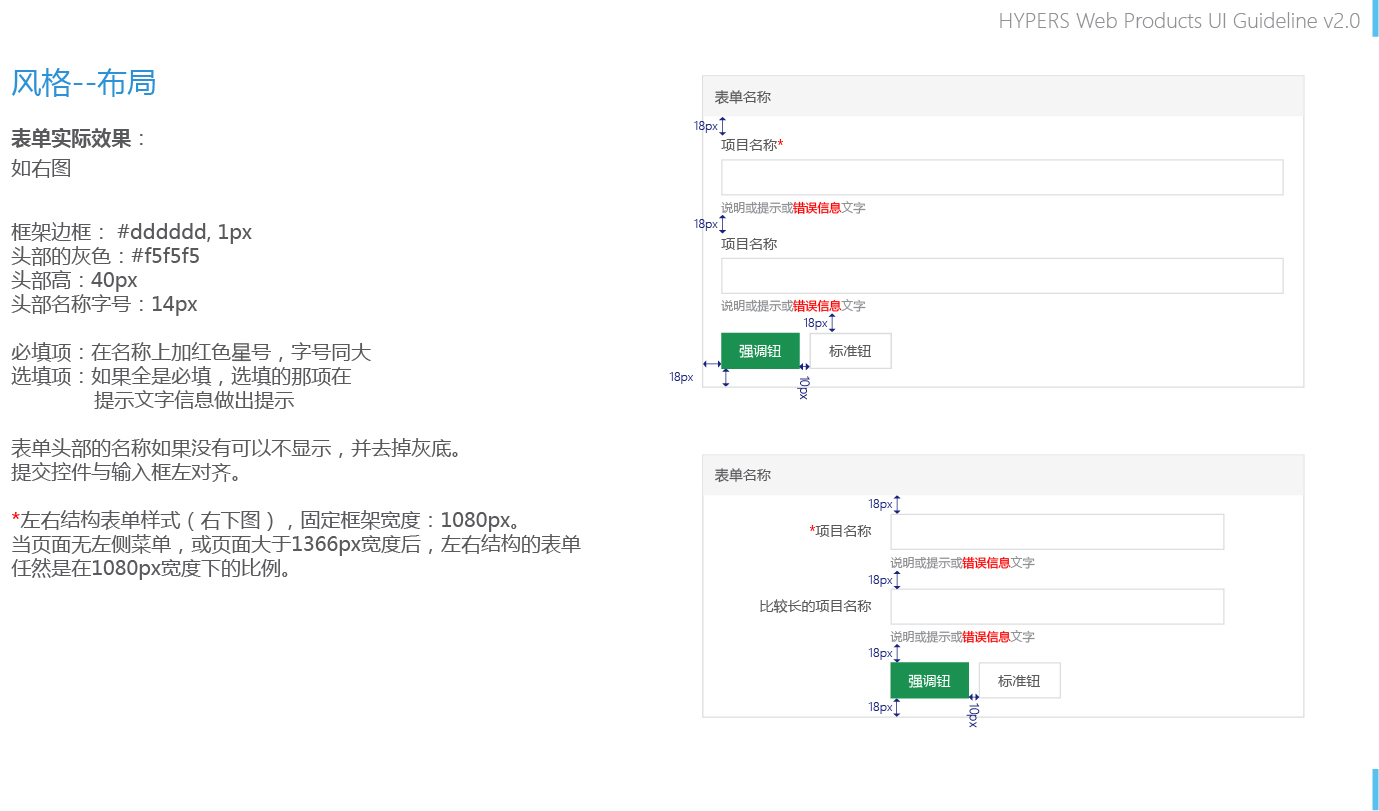 HYPERS Web Products UI Guideline v2.0
风格--布局
表单实际效果：
如右图
框架边框： #dddddd, 1px
头部的灰色：#f5f5f5
头部高：40px
头部名称字号：14px
必填项：在名称上加红色星号，字号同大
选填项：如果全是必填，选填的那项在
提示文字信息做出提示
表单头部的名称如果没有可以不显示，并去掉灰底。
提交控件与输入框左对齐。
*左右结构表单样式（右下图），固定框架宽度：1080px。
当页面无左侧菜单，或页面大于1366px宽度后，左右结构的表单
任然是在1080px宽度下的比例。
表单名称
18px
项目名称*
说明或提示或错误信息文字
18px
项目名称
说明或提示或错误信息文字
18px
强调钮 标准钮
18px
10px
表单名称
18px
*项目名称
说明或提示或错误信息文字
18px
比较长的项目名称
说明或提示或错误信息文字
18px
强调钮 标准钮
18px
10px